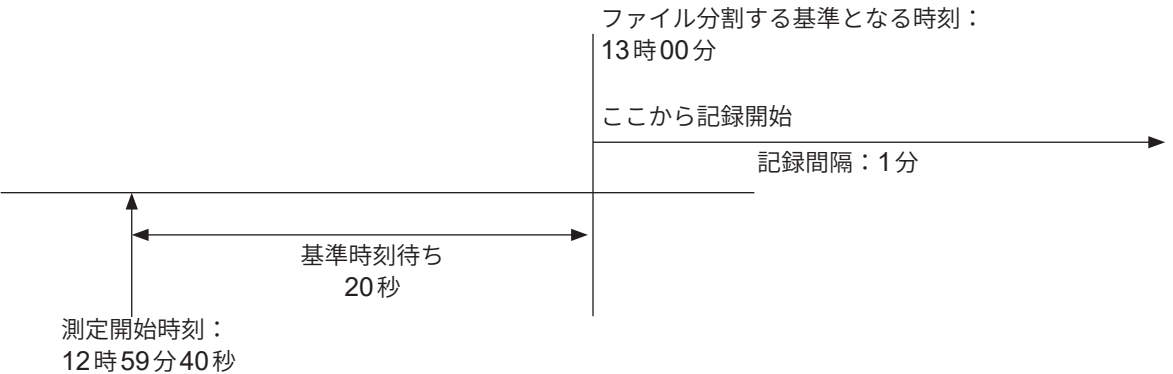 ファイル分割する基準となる時刻：
13時00分
ここから記録開始
記録間隔：1分
基準時刻待ち
20秒
測定開始時刻：
12時59分40秒